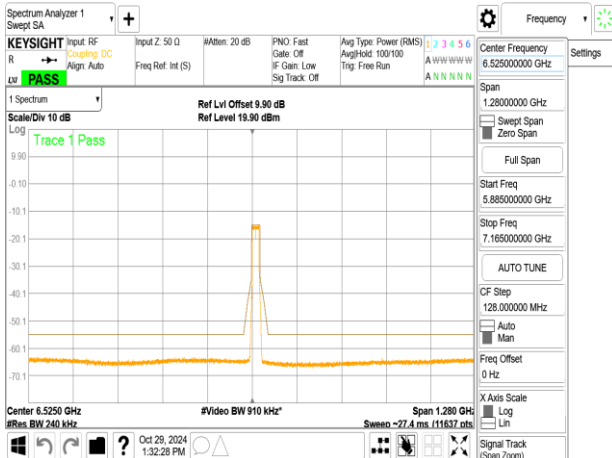 Spectrum Analyzer 1
Swept SA
Frequency
KEYSIGHT
R
LXI
PASS
Input: RF
Coupling: DC
Align: Auto
Input Z: 50 Ω
Freq Ref: Int (S)
#Atten: 20 dB
PNO: Fast
Gate: Off
IF Gain: Low
Sig Track: Off
Avg Type: Power (RMS)
Avg|Hold: 100/100
Trig: Free Run
1 2 3 4 5 6
A W W W W W
A N N N N N
Center Frequency
6.525000000 GHz
Settings
Span
1.28000000 GHz
Swept Span
Zero Span
Full Span
Start Freq
5.885000000 GHz
Stop Freq
7.165000000 GHz
AUTO TUNE
CF Step
128.000000 MHz
Auto
Man
Freq Offset
0 Hz
X Axis Scale
Log
Lin
Signal Track
(Span Zoom)
1 Spectrum
Scale/Div 10 dB
Ref Lvl Offset 9.90 dB
Ref Level 19.90 dBm
Log
Trace 1 Pass
9.90
-0.10
-10.1
-20.1
-30.1
-40.1
-50.1
-60.1
-70.1
Center 6.5250 GHz
#Video BW 910 kHz*
Span 1.280 GHz
#Res BW 240 kHz
Sweep ~27.4 ms (11637 pts
Oct 29, 2024
1:32:28 PM